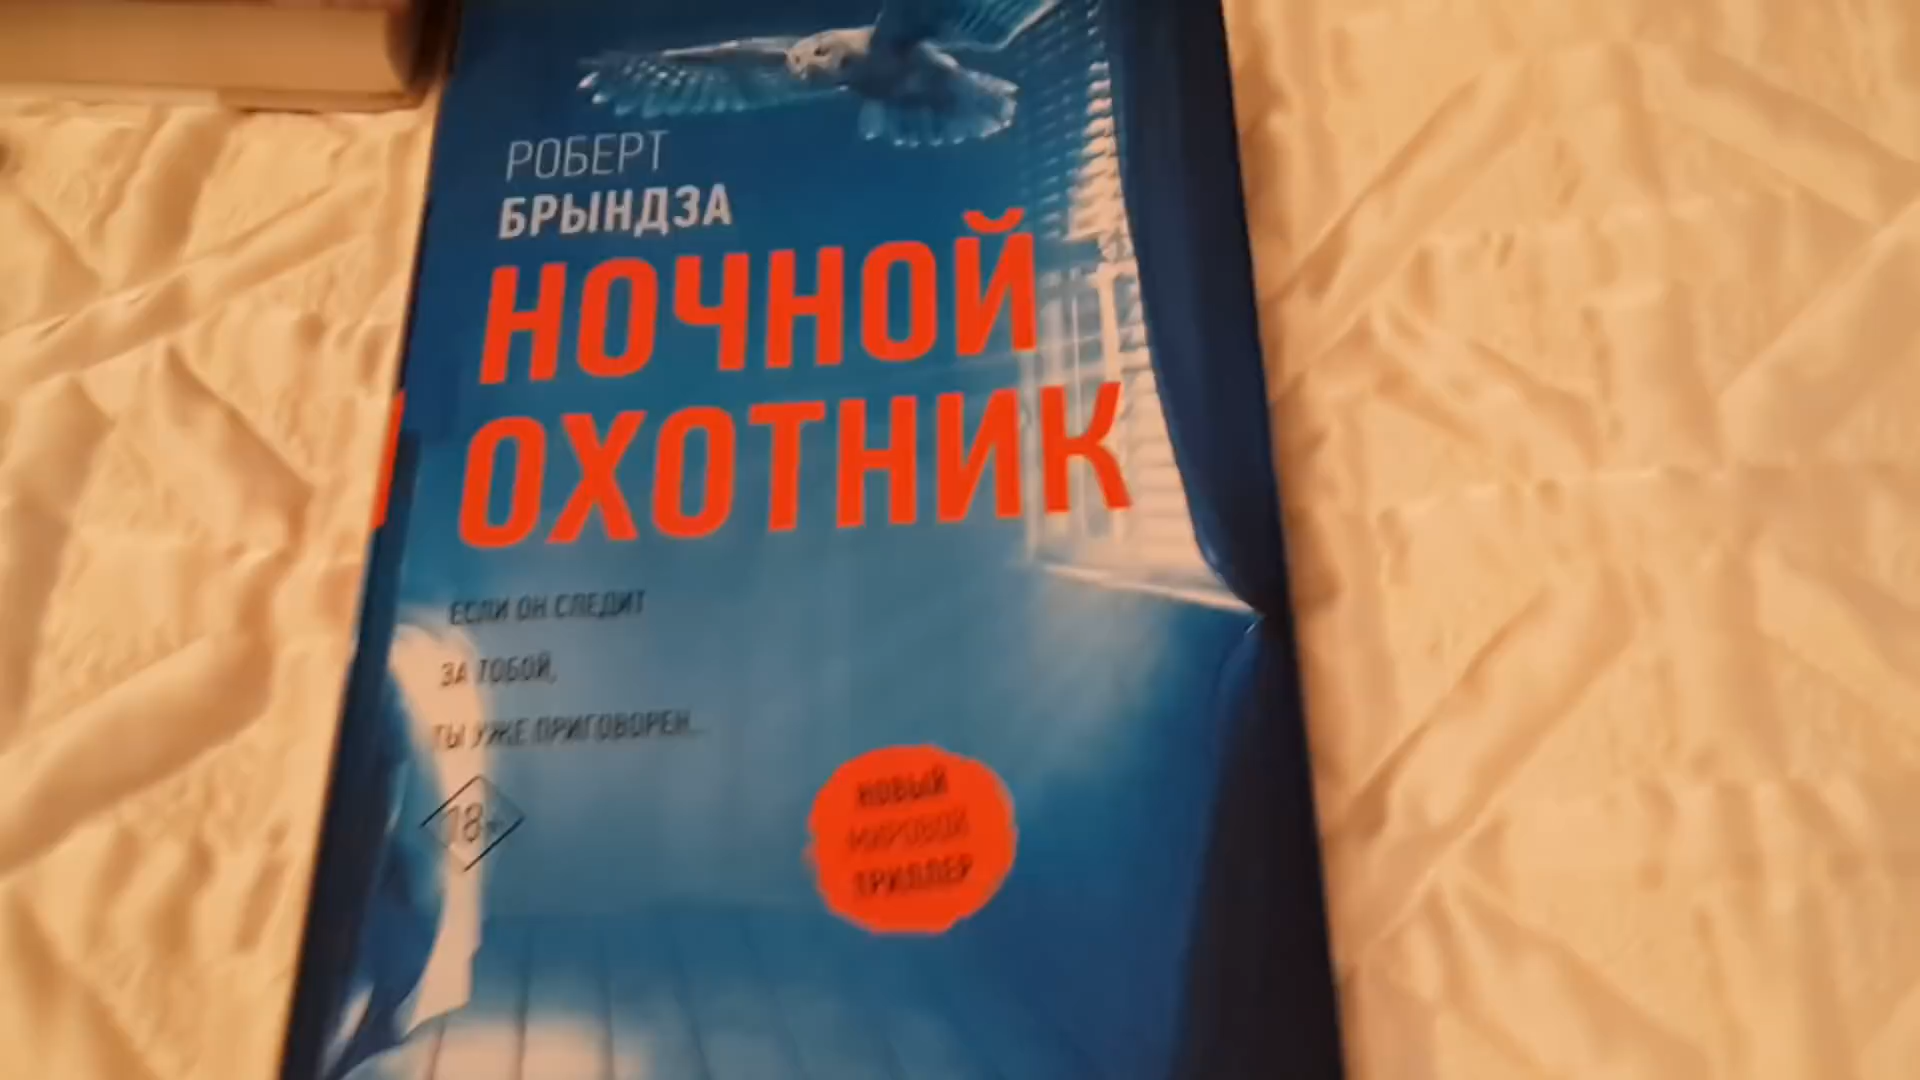 РОБЕРТ
БРЫНДЗА
НОЧНОЙ
ОХОТНИК
ЕСЛИ ОН СЛЕДИТ
ЗА ТОБОЙ,
ТЫ УЖЕ ПРИГОВОРЕН...
18+
НОВЫЙ
МИРОВОЙ
ТРИЛЛЕР